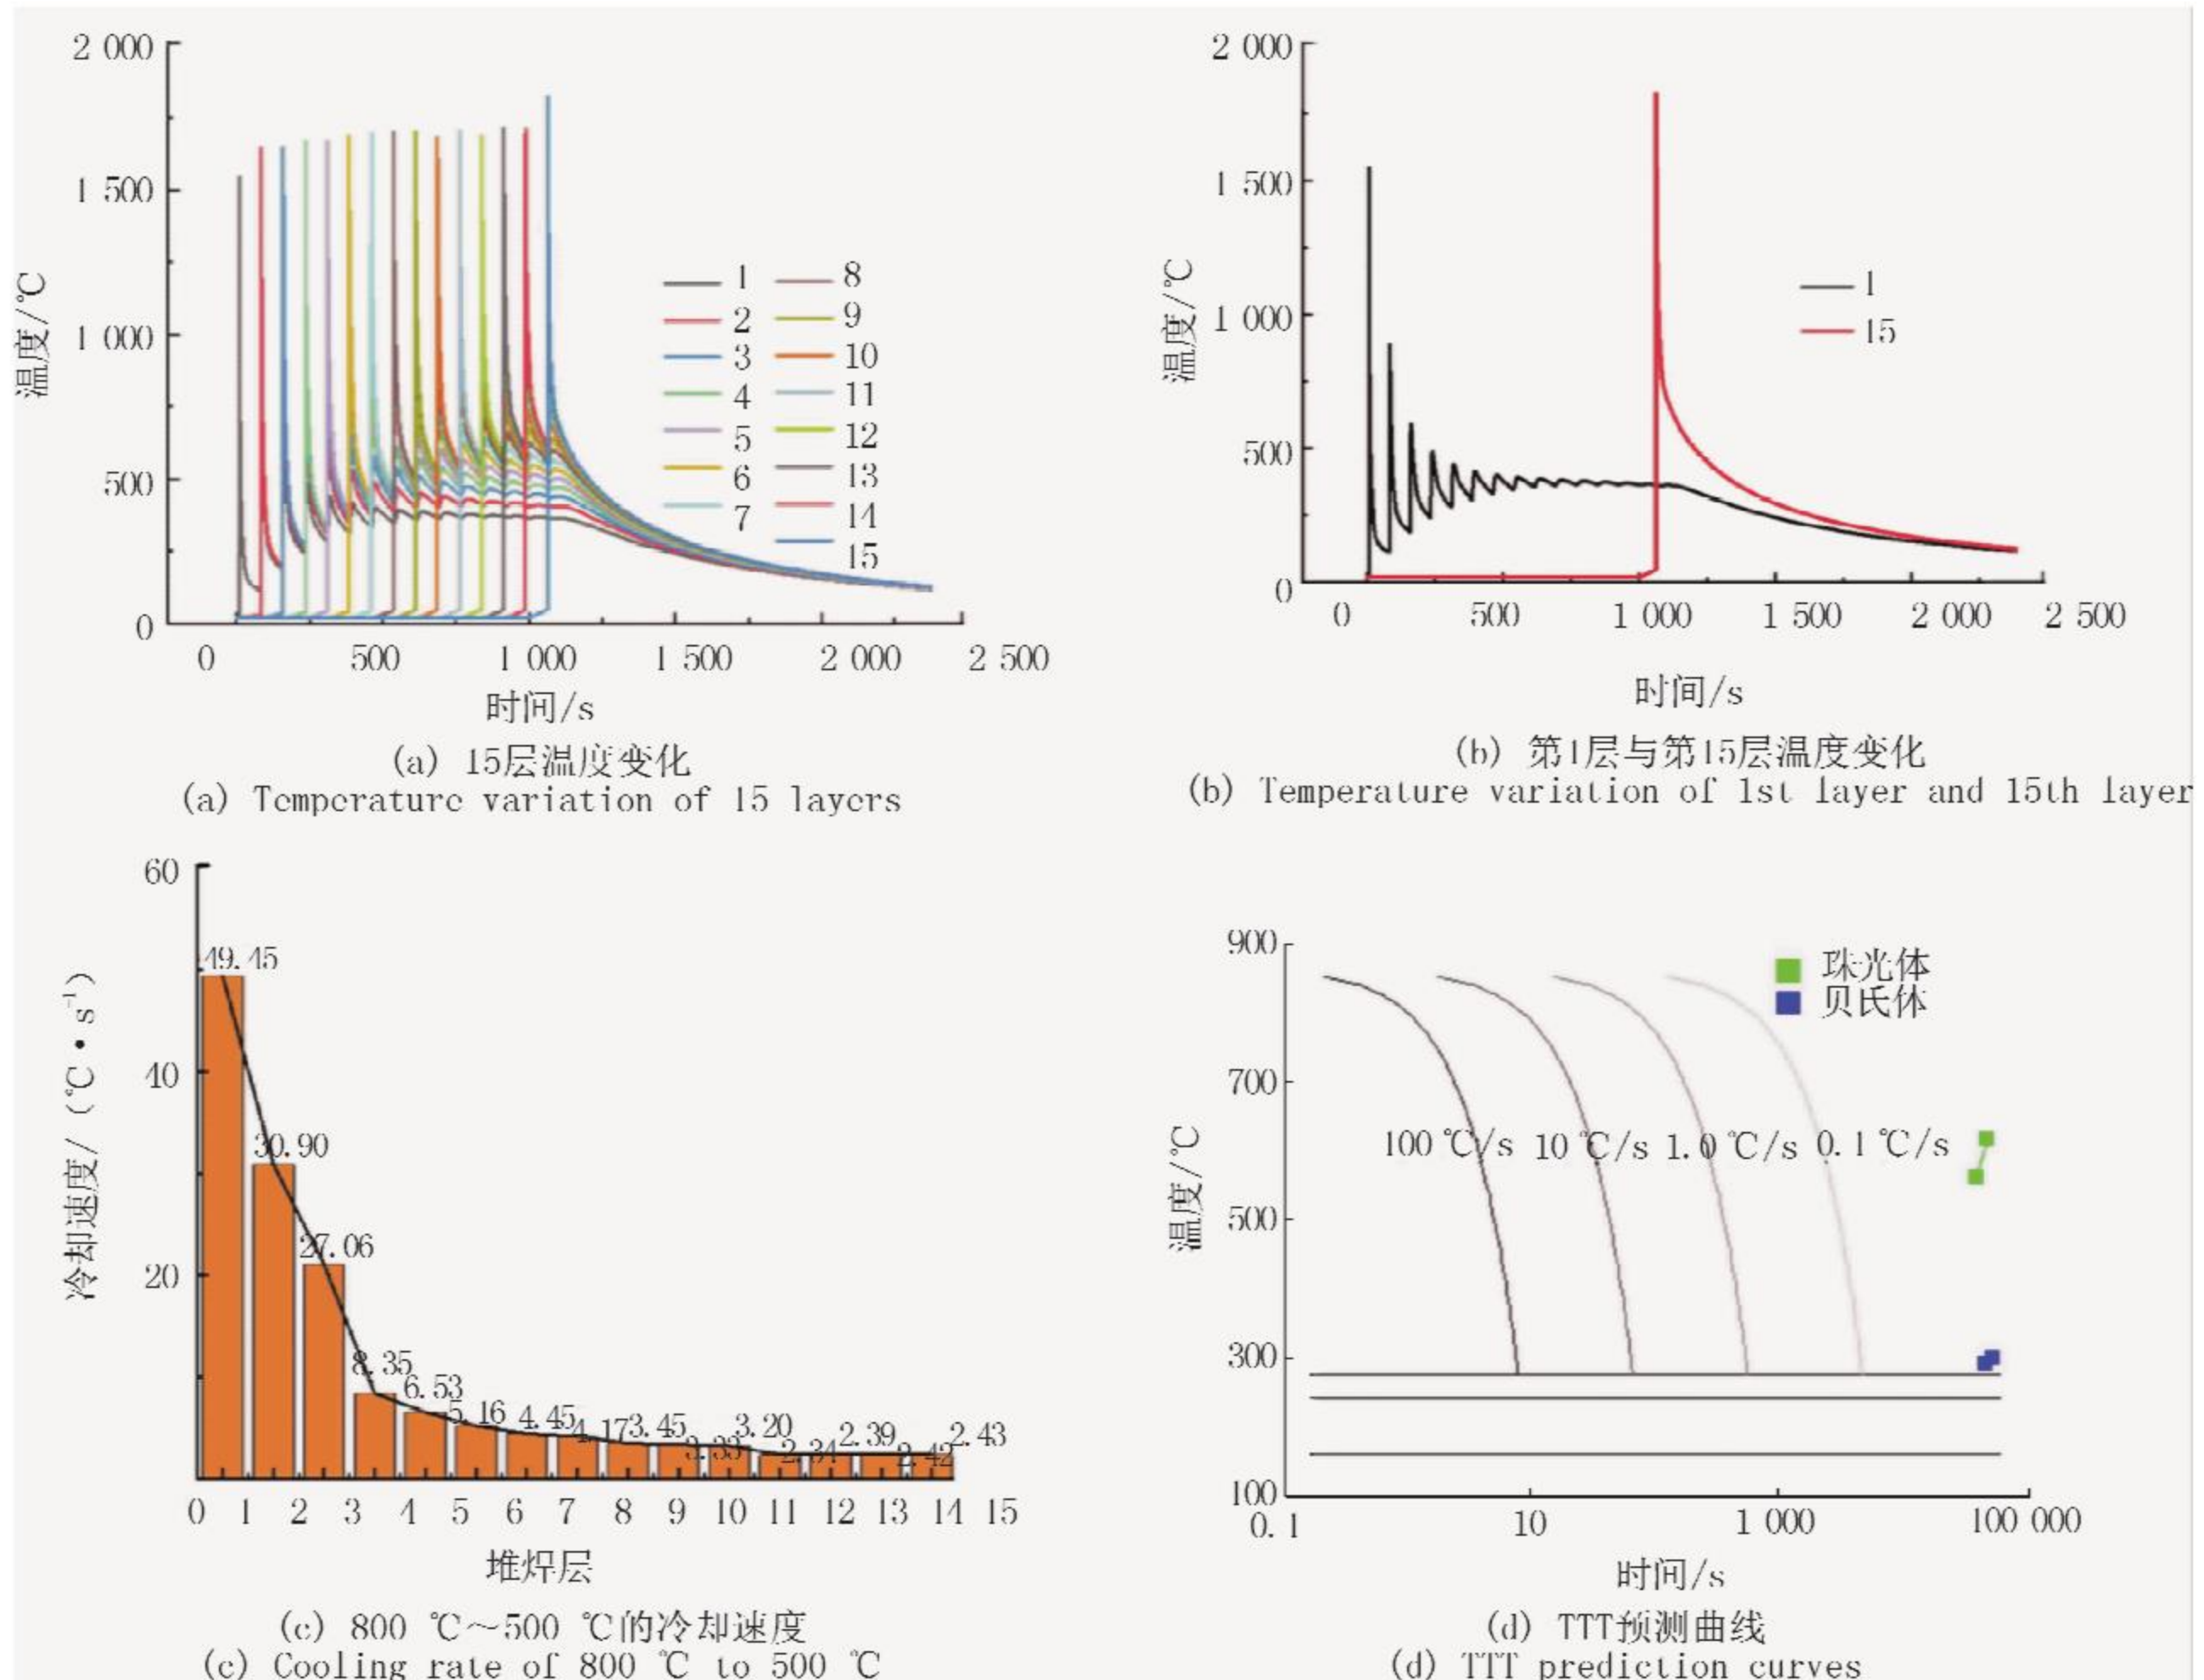 2 000
1 500
1 000
500
0
温度/℃
1
2
3
4
5
6
7
8
9
10
11
12
13
14
15
0 500 1 000 1 500 2 000 2 500
时间/s
(a) 15层温度变化
(a) Temperature variation of 15 layers
2 000
1 500
1 000
500
0
温度/℃
1
15
0 500 1 000 1 500 2 000 2 500
时间/s
(b) 第1层与第15层温度变化
(b) Temperature variation of 1st layer and 15th layer
60
40
20
冷却速度/(℃·s⁻¹)
49.45
30.90
27.06
8.35
6.53
5.16
4.45
4.17
3.45
3.33
3.20
2.34
2.39
2.42
2.43
0 1 2 3 4 5 6 7 8 9 10 11 12 13 14 15
堆焊层
(c) 800 ℃～500 ℃的冷却速度
(c) Cooling rate of 800 ℃ to 500 ℃
900
700
500
300
100
温度/℃
珠光体
贝氏体
100 ℃/s 10 ℃/s 1.0 ℃/s 0.1 ℃/s
0.1 10 1 000 100 000
时间/s
(d) TTT预测曲线
(d) TTT prediction curves